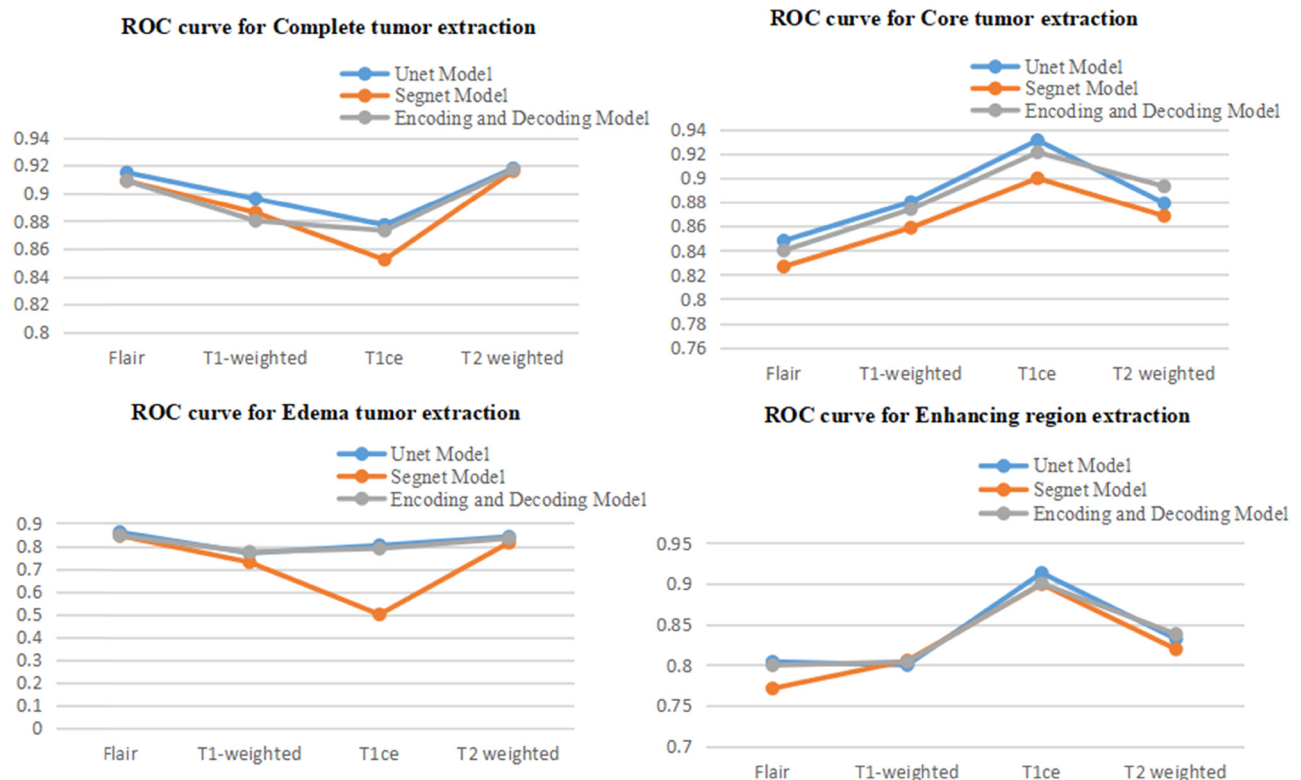 ROC curve for Complete tumor extraction
Unet Model
Segnet Model
Encoding and Decoding Model
0.94
0.92
0.9
0.88
0.86
0.84
0.82
0.8
Flair T1-weighted T1ce T2 weighted
ROC curve for Core tumor extraction
Unet Model
Segnet Model
Encoding and Decoding Model
0.94
0.92
0.9
0.88
0.86
0.84
0.82
0.8
0.78
0.76
Flair T1-weighted T1ce T2 weighted
ROC curve for Edema tumor extraction
Unet Model
Segnet Model
Encoding and Decoding Model
0.9
0.8
0.7
0.6
0.5
0.4
0.3
0.2
0.1
0
Flair T1-weighted T1ce T2 weighted
ROC curve for Enhancing region extraction
Unet Model
Segnet Model
Encoding and Decoding Model
0.95
0.9
0.85
0.8
0.75
0.7
Flair T1-weighted T1ce T2 weighted